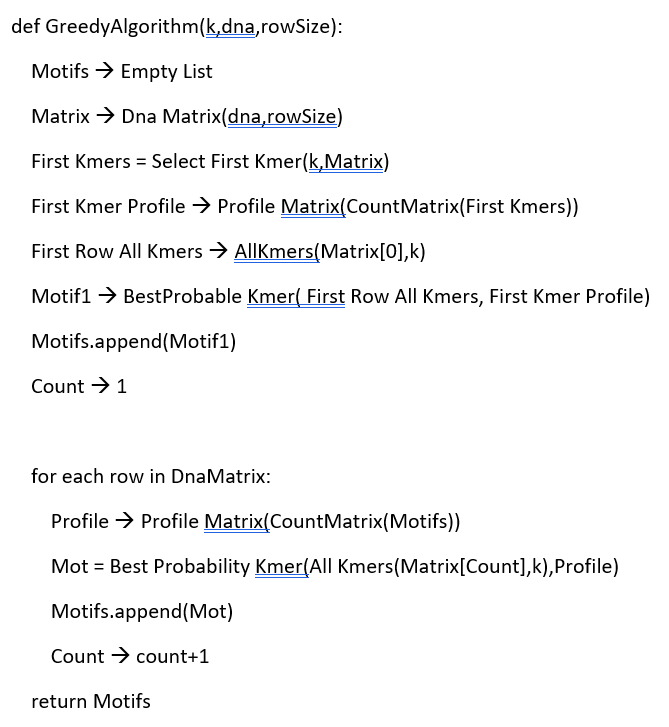 def GreedyAlgorithm(k,dna,rowSize):
Motifs → Empty List
Matrix → Dna Matrix(dna,rowSize)
First Kmers = Select First Kmer(k,Matrix)
First Kmer Profile → Profile Matrix(CountMatrix(First Kmers))
First Row All Kmers → AllKmers(Matrix[0],k)
Motif1 → BestProbable Kmer( First Row All Kmers, First Kmer Profile)
Motifs.append(Motif1)
Count → 1
for each row in DnaMatrix:
Profile → Profile Matrix(CountMatrix(Motifs))
Mot = Best Probability Kmer(All Kmers(Matrix[Count],k),Profile)
Motifs.append(Mot)
Count → count+1
return Motifs